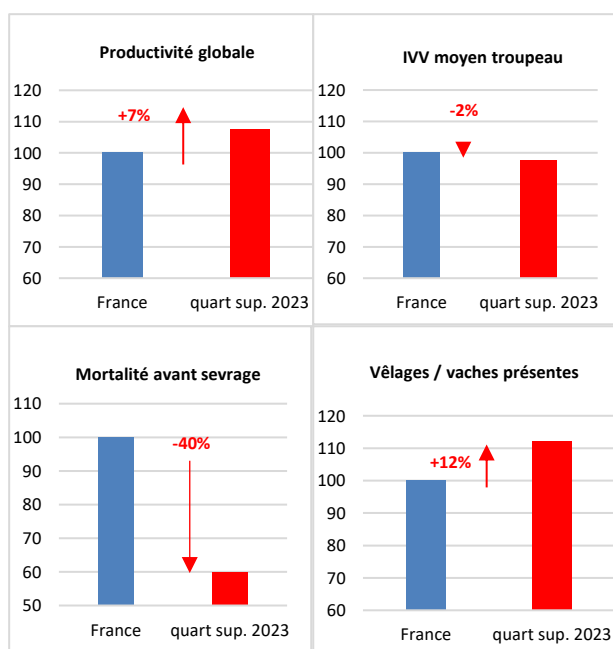 Productivité globale
120
110
100
90
80
70
60
+7%
France
quart sup. 2023
IVV moyen troupeau
120
110
100
90
80
70
60
-2%
France
quart sup. 2023
Mortalité avant sevrage
110
100
90
80
70
60
50
-40%
France
quart sup. 2023
Vêlages / vaches présentes
120
110
100
90
80
70
60
+12%
France
quart sup. 2023